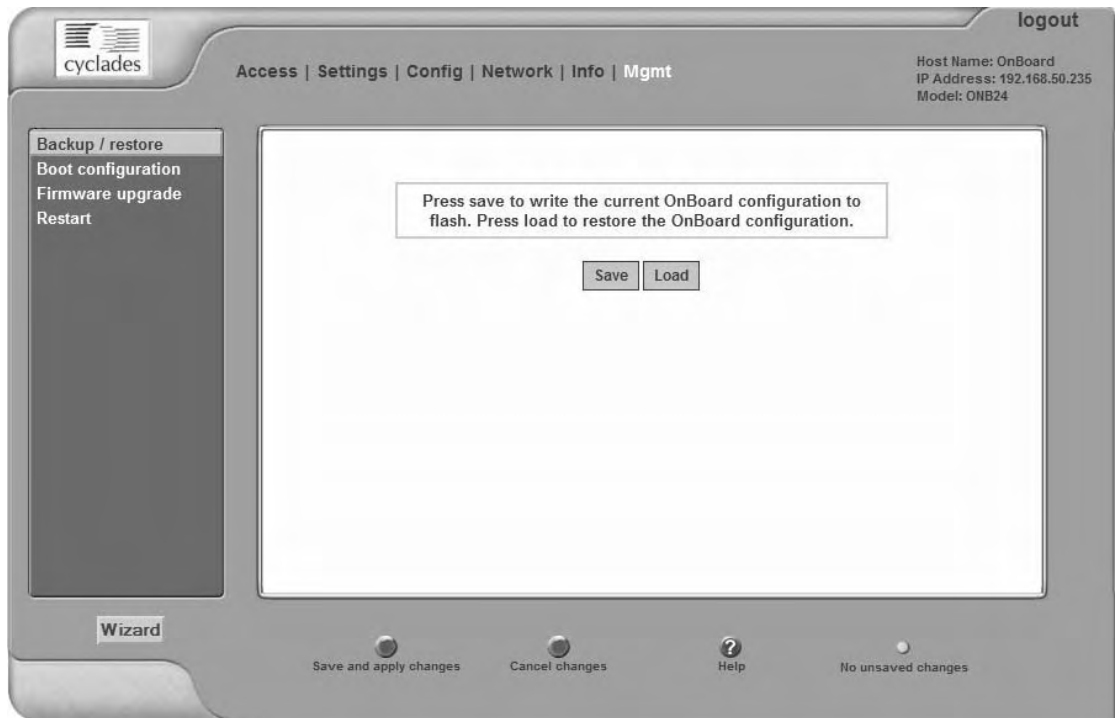 logout
cyclades
Access | Settings | Config | Network | Info | Mgmt
Host Name: OnBoard
IP Address: 192.168.50.235
Model: ONB24
Backup / restore
Boot configuration
Firmware upgrade
Restart
Press save to write the current OnBoard configuration to
flash. Press load to restore the OnBoard configuration.
Save Load
Wizard
?
Save and apply changes
Cancel changes
Help
No unsaved changes